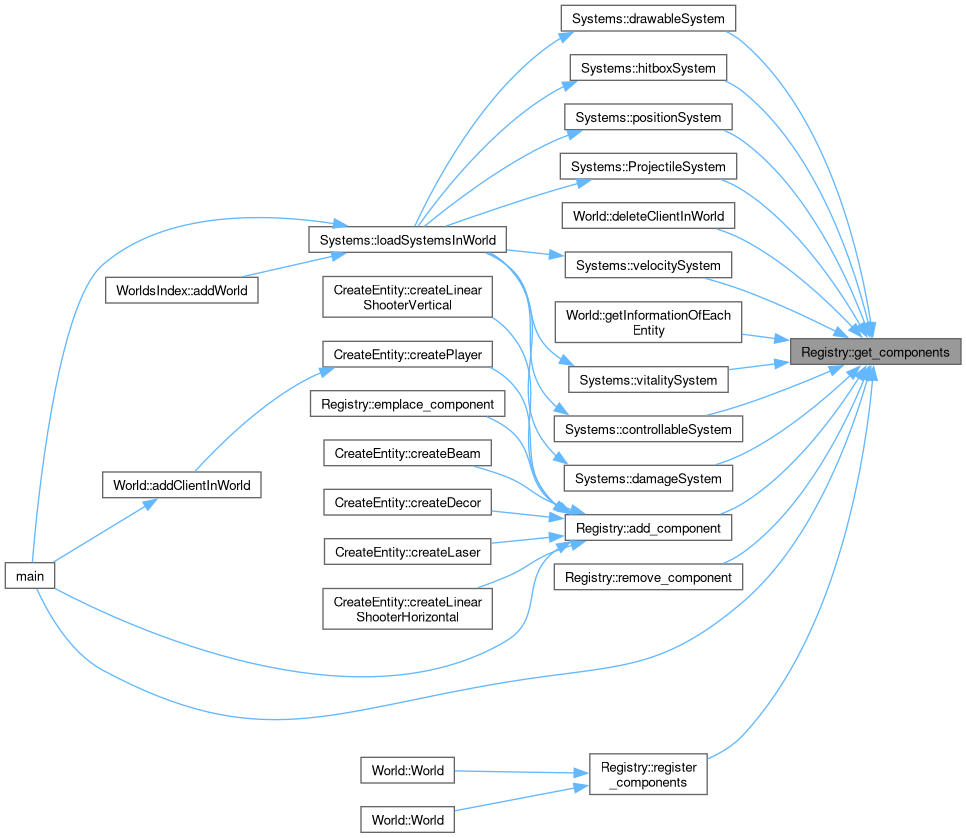 Systems::drawableSystem
Systems::hitboxSystem
Systems::positionSystem
Systems::ProjectileSystem
World::deleteClientInWorld
Systems::loadSystemsInWorld
Systems::velocitySystem
WorldsIndex::addWorld
CreateEntity::createLinear
ShooterVertical
World::getInformationOfEach
Entity
Registry::get_components
CreateEntity::createPlayer
Systems::vitalitySystem
Registry::emplace_component
Systems::controllableSystem
CreateEntity::createBeam
Systems::damageSystem
World::addClientInWorld
CreateEntity::createDecor
Registry::add_component
CreateEntity::createLaser
main
Registry::remove_component
CreateEntity::createLinear
ShooterHorizontal
World::World
Registry::register
_components
World::World